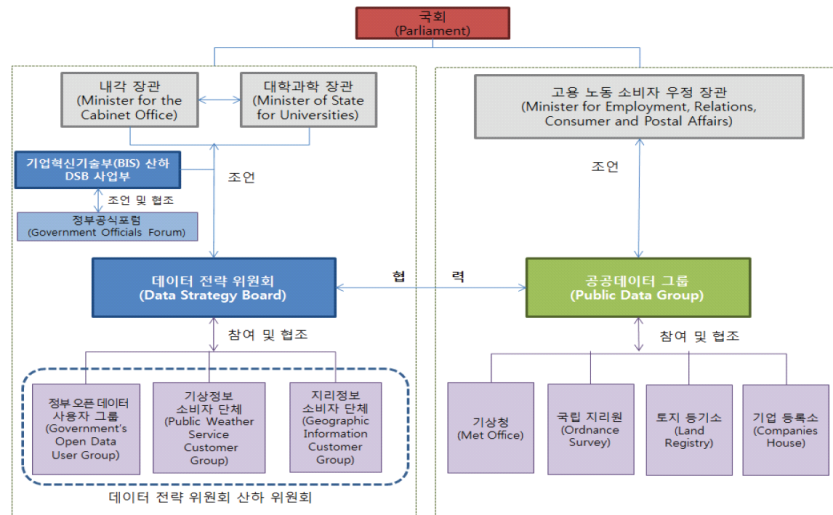 국회
(Parliament)
내각 장관
(Minister for the
Cabinet Office)
대학과학 장관
(Minister of State
for Universities)
고용 노동 소비자 우정 장관
(Minister for Employment, Relations,
Consumer and Postal Affairs)
기업혁신기술부(BIS) 산하
DSB 사업부
조언
조언
조언 및 협조
정부공식포럼
(Government Officials Forum)
데이터 전략 위원회
(Data Strategy Board)
협 력
공공데이터 그룹
(Public Data Group)
참여 및 협조
참여 및 협조
정부 오픈 데이터
사용자 그룹
(Government's
Open Data
User Group)
기상정보
소비자 단체
(Public Weather
Service
Customer
Group)
지리정보
소비자 단체
(Geographic
Information
Customer
Group)
기상청
(Met Office)
국립 지리원
(Ordnance
Survey)
토지 등기소
(Land
Registry)
기업 등록소
(Companies
House)
데이터 전략 위원회 산하 위원회